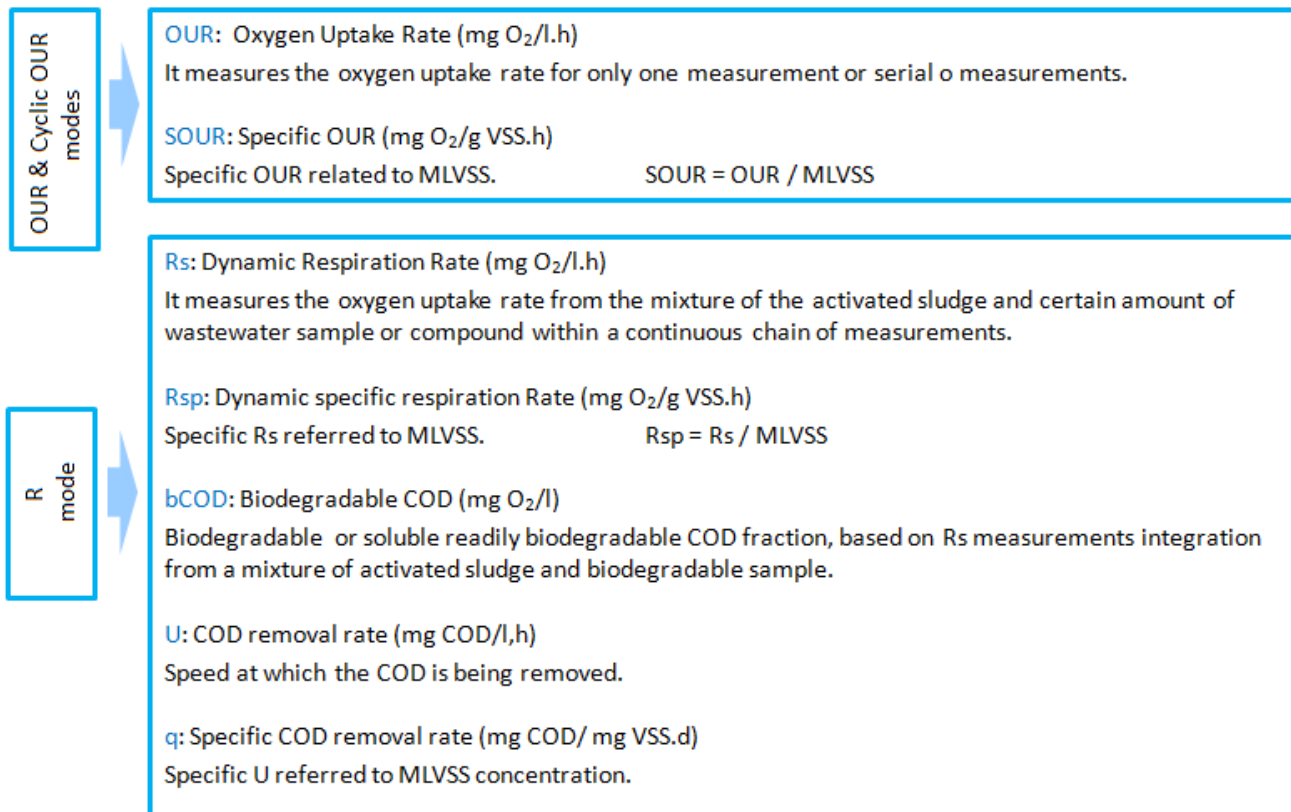 OUR & Cyclic OUR
modes
OUR: Oxygen Uptake Rate (mg O₂/l.h)
It measures the oxygen uptake rate for only one measurement or serial o measurements.
SOUR: Specific OUR (mg O₂/g VSS.h)
Specific OUR related to MLVSS. SOUR = OUR / MLVSS
R
mode
Rs: Dynamic Respiration Rate (mg O₂/l.h)
It measures the oxygen uptake rate from the mixture of the activated sludge and certain amount of
wastewater sample or compound within a continuous chain of measurements.
Rsp: Dynamic specific respiration Rate (mg O₂/g VSS.h)
Specific Rs referred to MLVSS. Rsp = Rs / MLVSS
bCOD: Biodegradable COD (mg O₂/l)
Biodegradable or soluble readily biodegradable COD fraction, based on Rs measurements integration
from a mixture of activated sludge and biodegradable sample.
U: COD removal rate (mg COD/l,h)
Speed at which the COD is being removed.
q: Specific COD removal rate (mg COD/ mg VSS.d)
Specific U referred to MLVSS concentration.